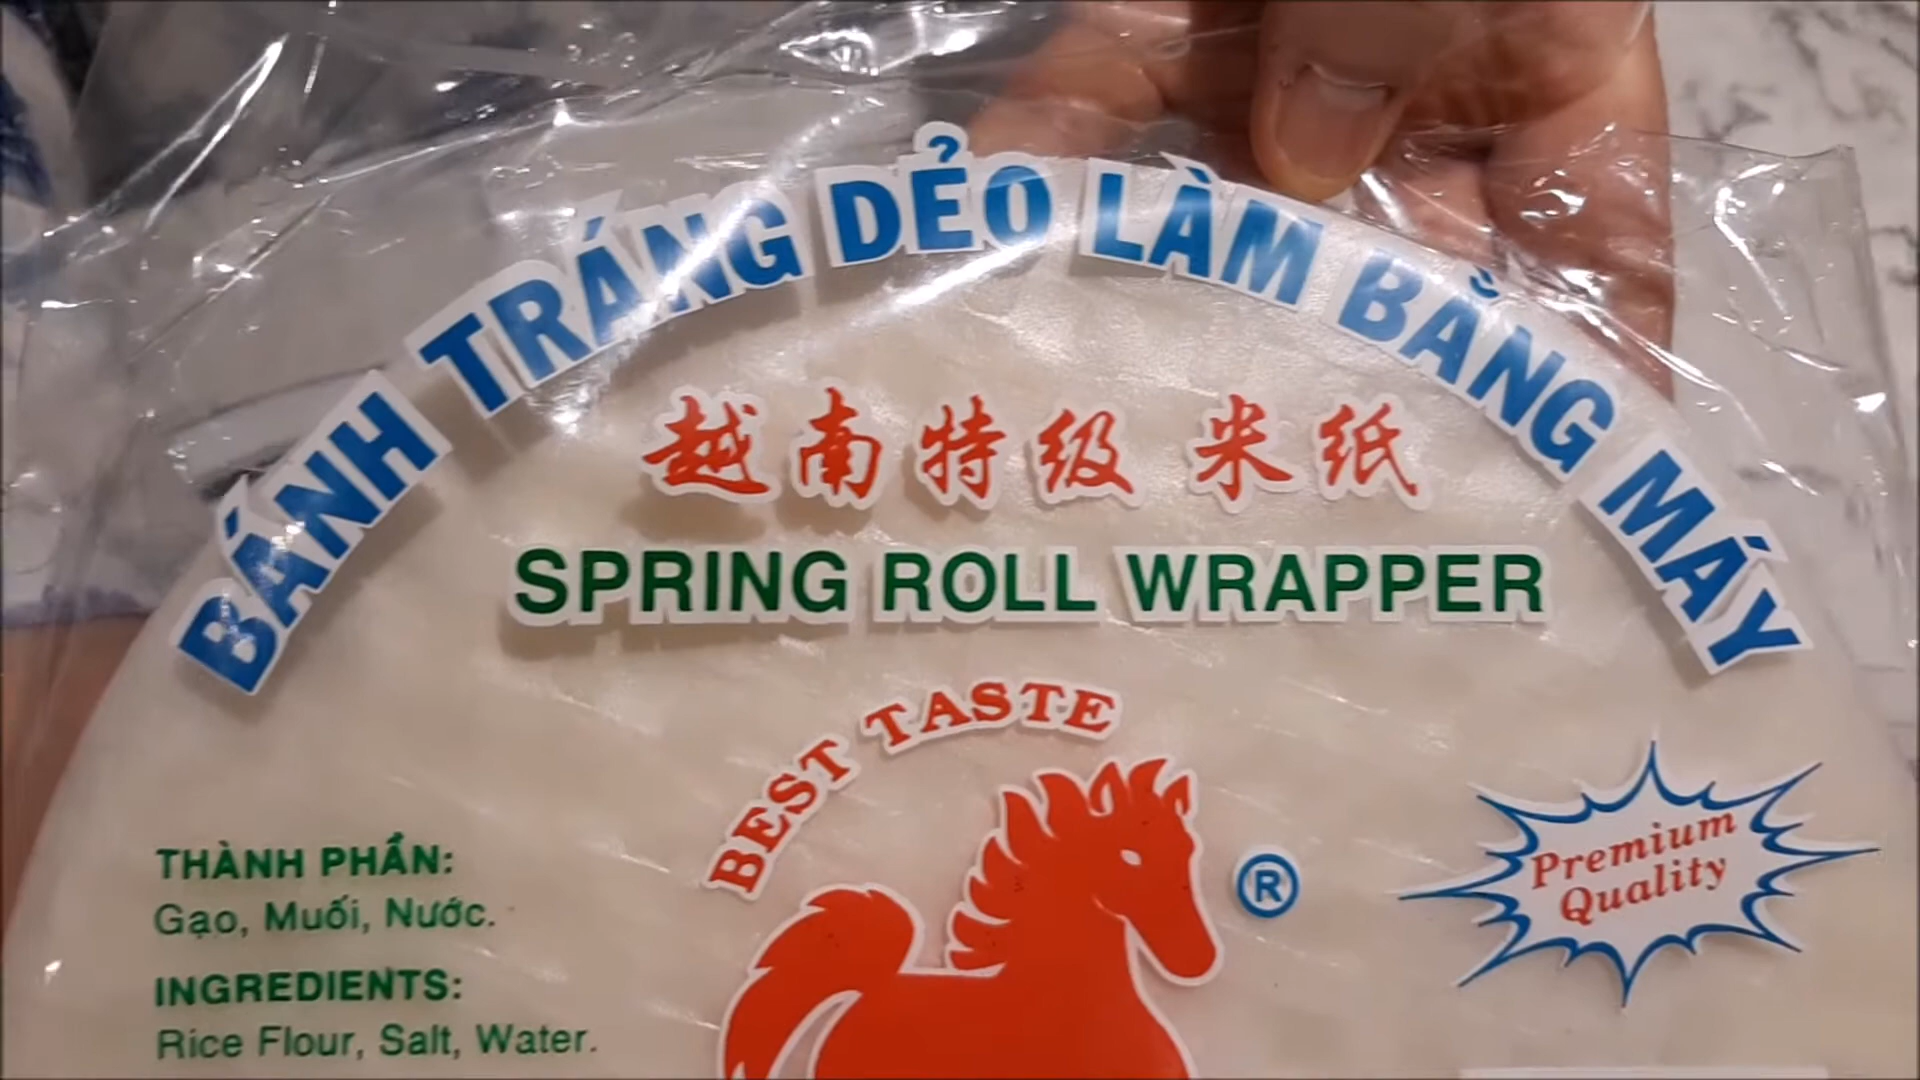 BÁNH TRÁNG DẺO LÀM BẰNG MÁY
越南特级 米纸
SPRING ROLL WRAPPER
BEST TASTE
®
Premium
Quality
THÀNH PHẦN:
Gạo, Muối, Nước.
INGREDIENTS:
Rice Flour, Salt, Water.